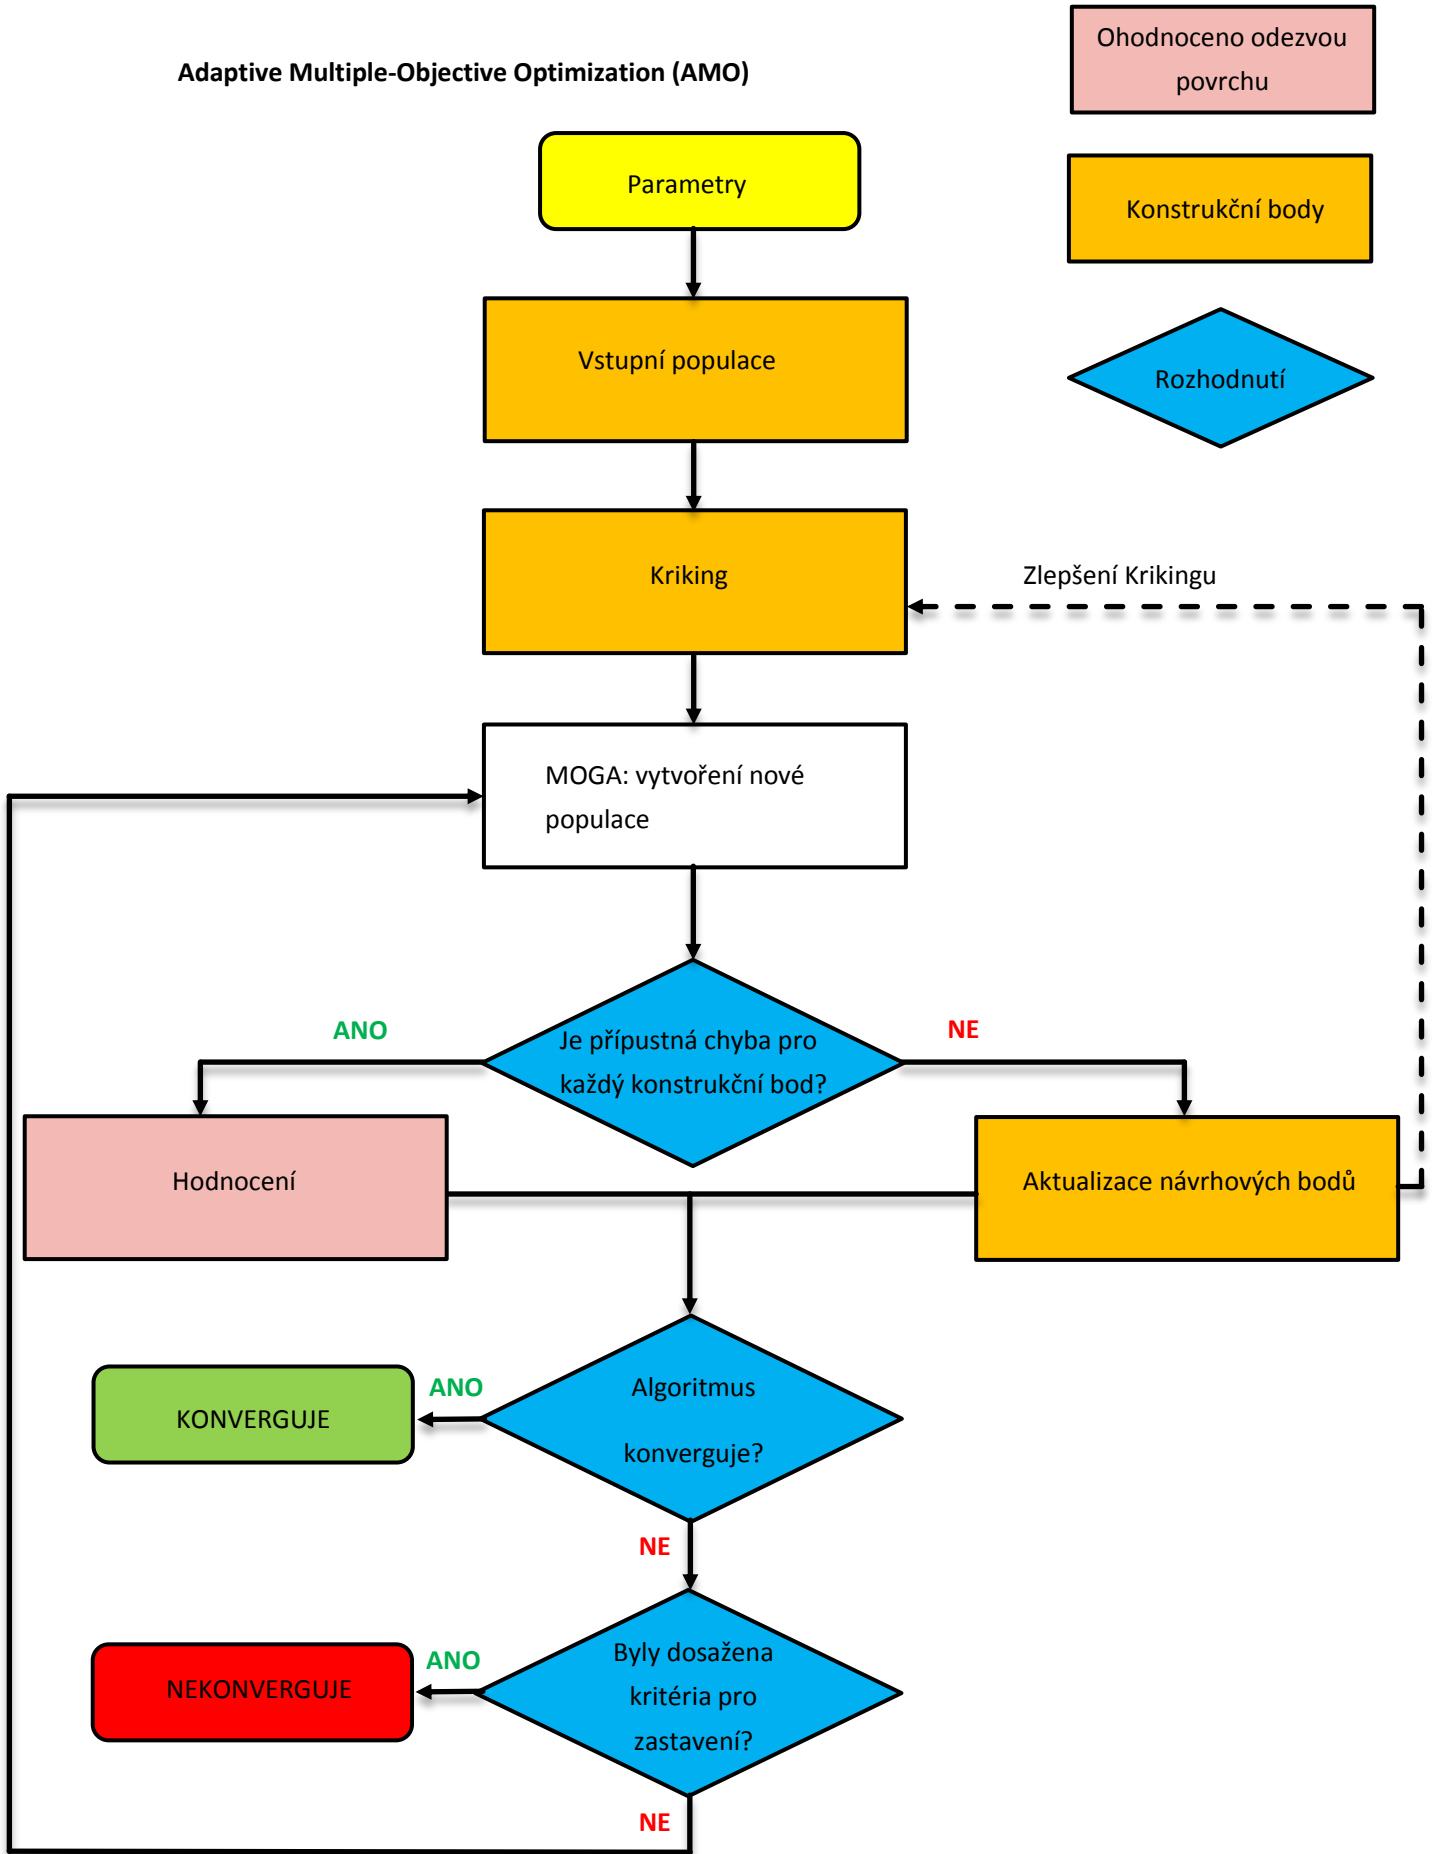 Adaptive Multiple-Objective Optimization (AMO)
Ohodnoceno odezvou
povrchu
Konstrukční body
Rozhodnutí
Parametry
Vstupní populace
Kriking
Zlepšení Krikingu
MOGA: vytvoření nové
populace
ANO
NE
Je přípustná chyba pro
každý konstrukční bod?
Hodnocení
Aktualizace návrhových bodů
Algoritmus
konverguje?
ANO
KONVERGUJE
NE
Byly dosažena
kritéria pro
zastavení?
ANO
NEKONVERGUJE
NE